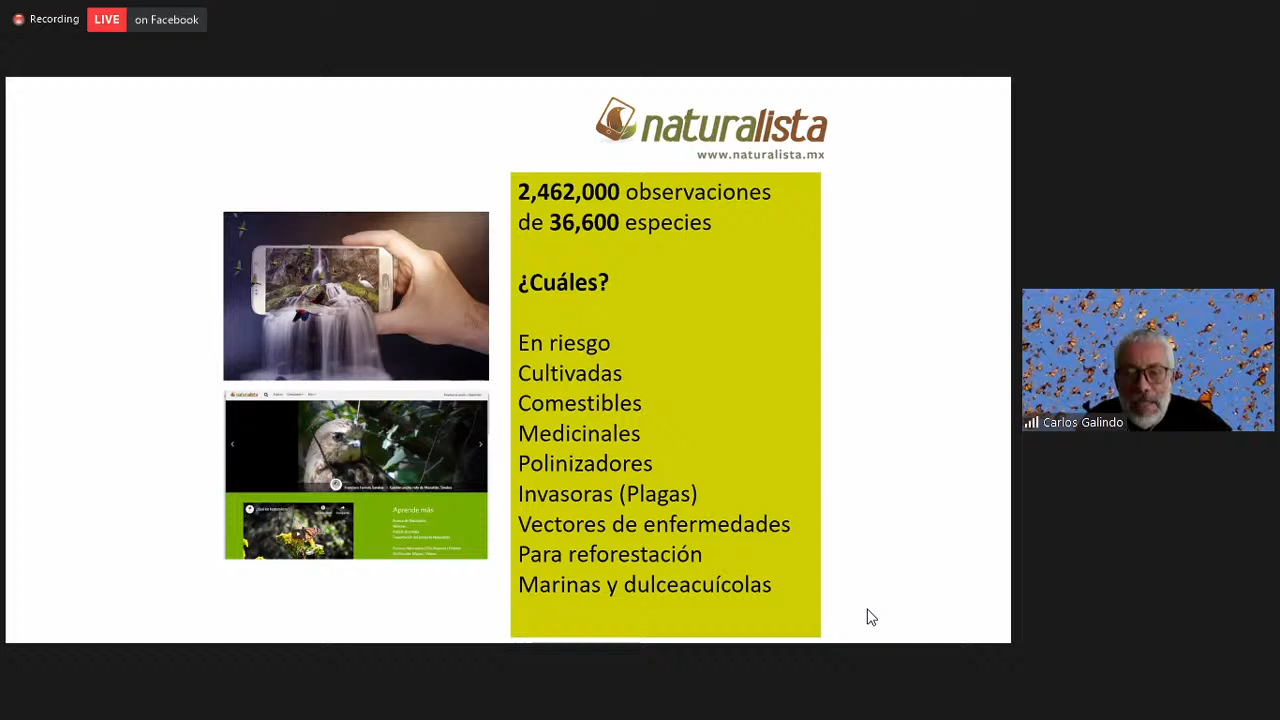 Recording
LIVE on Facebook
naturalista
www.naturalista.mx
2,462,000 observaciones
de 36,600 especies
¿Cuáles?
En riesgo
Cultivadas
Comestibles
Medicinales
Polinizadores
Invasoras (Plagas)
Vectores de enfermedades
Para reforestación
Marinas y dulceacuícolas
naturalista
Aprende más
Carlos Galindo